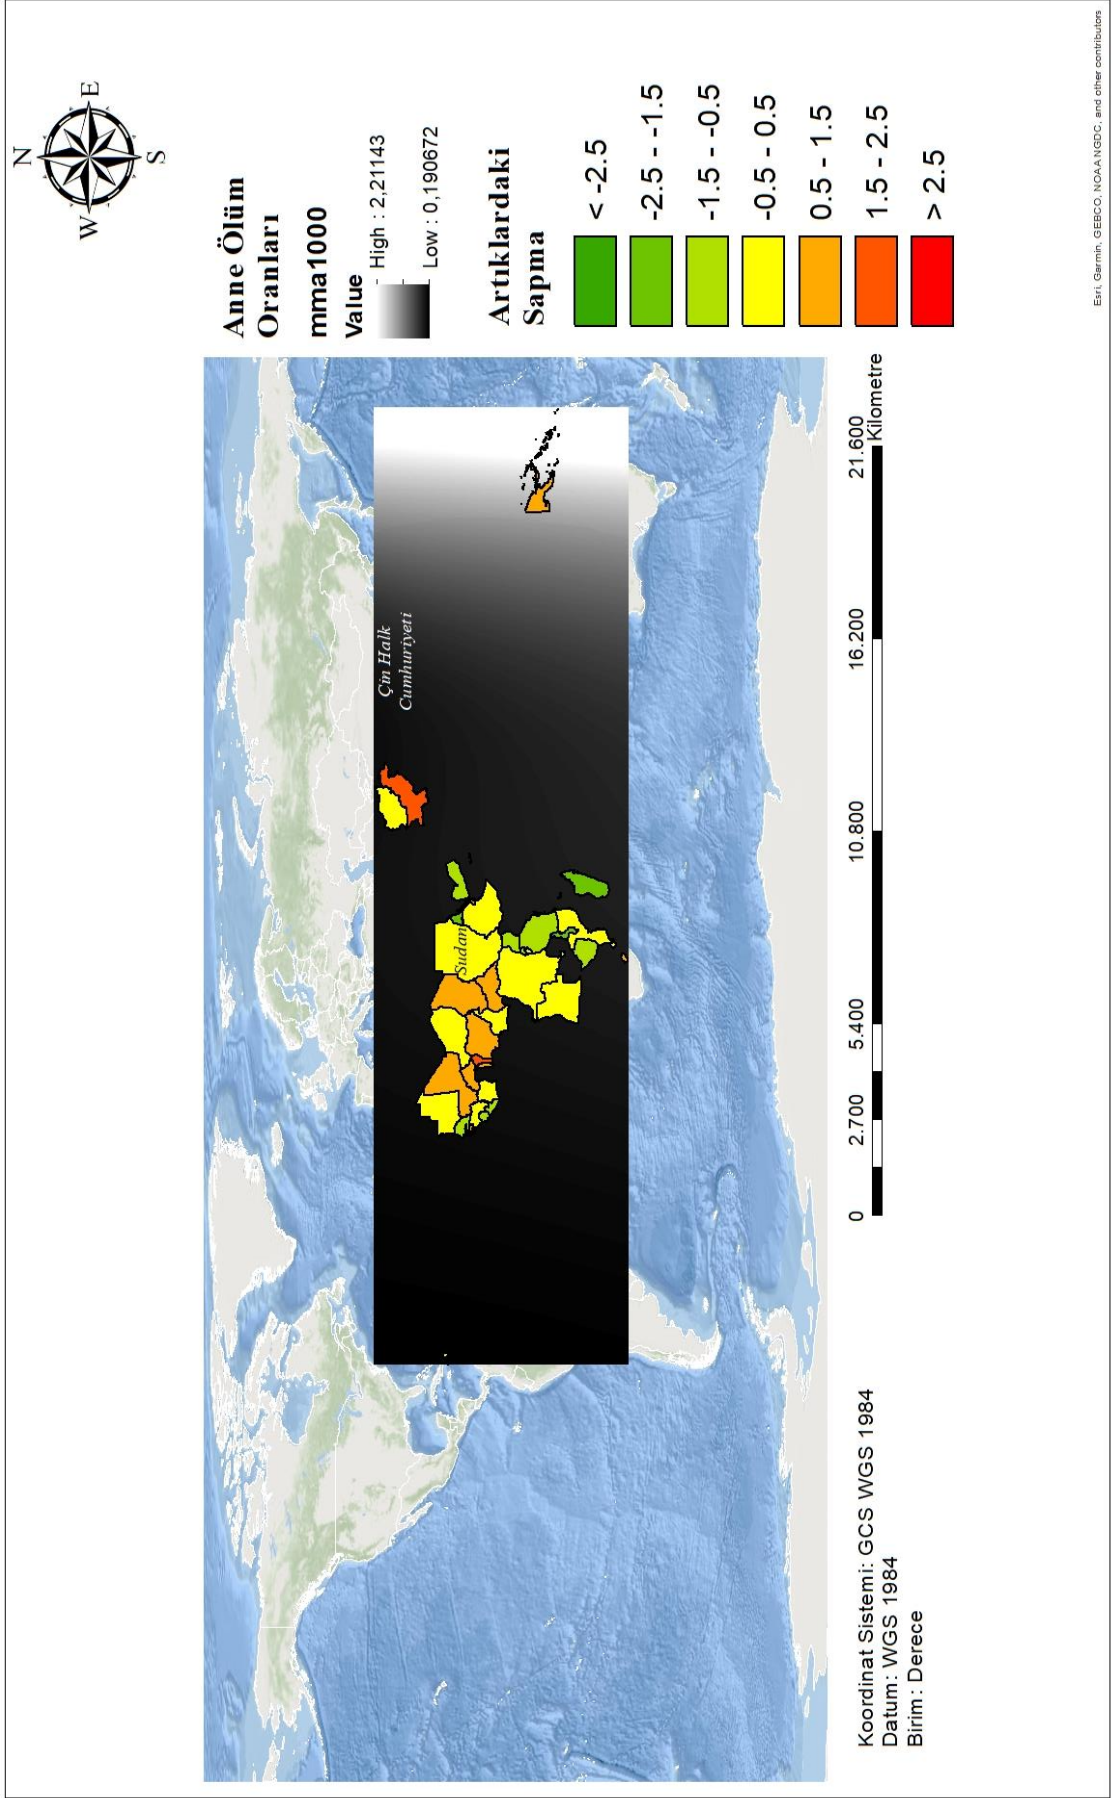 N
W
E
S
Anne Ölüm
Oranları
mma1000
Value
High : 2,21143
Low : 0,190672
Artıklardaki
Sapma
< -2.5
-2.5 - -1.5
-1.5 - -0.5
-0.5 - 0.5
0.5 - 1.5
1.5 - 2.5
> 2.5
Çin Halk
Cumhuriyeti
Sudan
0
2.700
5.400
10.800
16.200
21.600
Kilometre
Koordinat Sistemi: GCS WGS 1984
Datum: WGS 1984
Birim: Derece
Esri, Garmin, GEBCO, NOAA NGDC, and other contributors